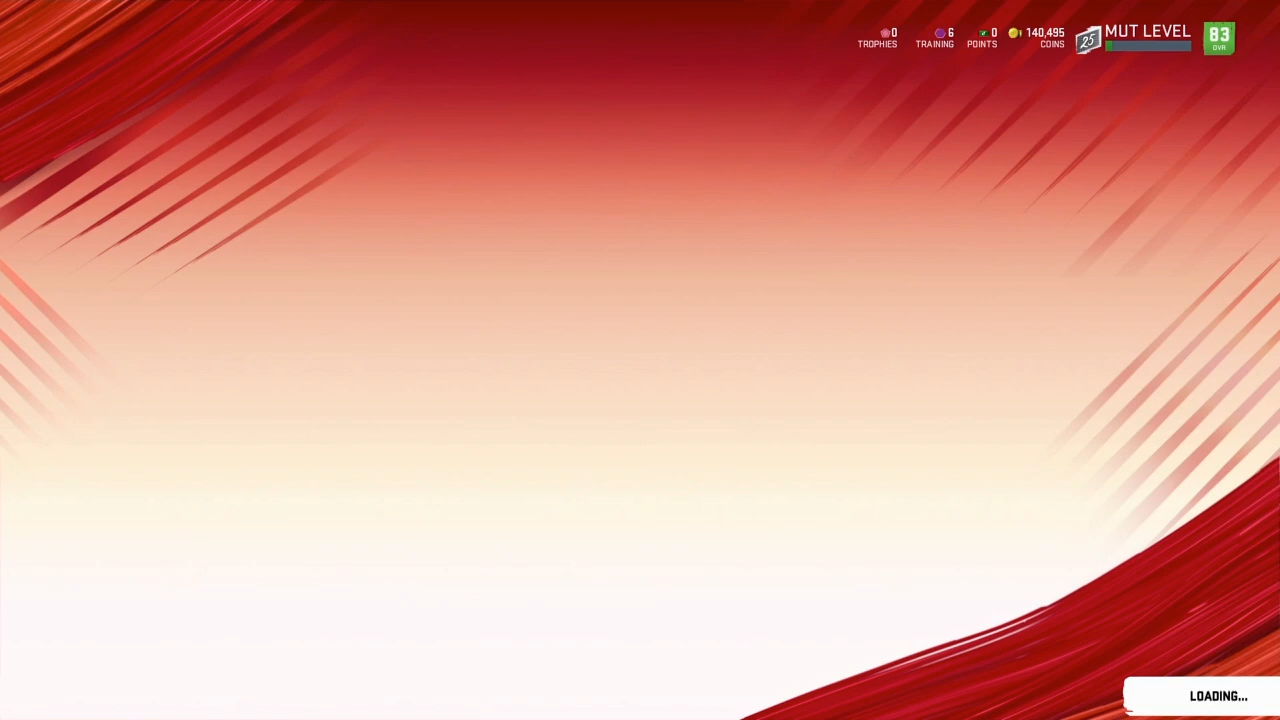 0 6 0 140,495
TROPHIES TRAINING POINTS COINS
25 MUT LEVEL
83
OVR
LOADING...